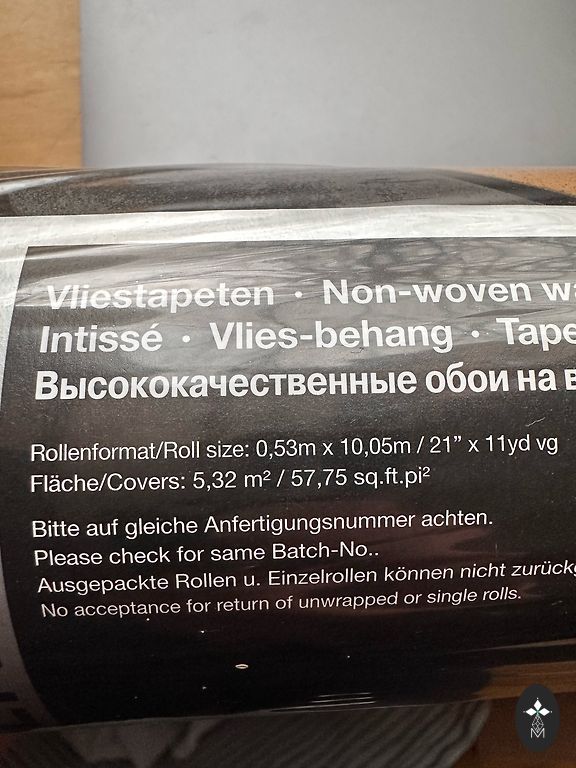 Vliestapeten · Non-woven
Intissé · Vlies-behang ·
Высококачественные обои на
Rollenformat/Roll size: 0,53m x 10,05m / 21” x 11yd vg
Fläche/Covers: 5,32 m² / 57,75 sq.ft.pi²
Bitte auf gleiche Anfertigungsnummer achten.
Please check for same Batch-No..
Ausgepackte Rollen u. Einzelrollen können nicht
No acceptance for return of unwrapped or single rolls.